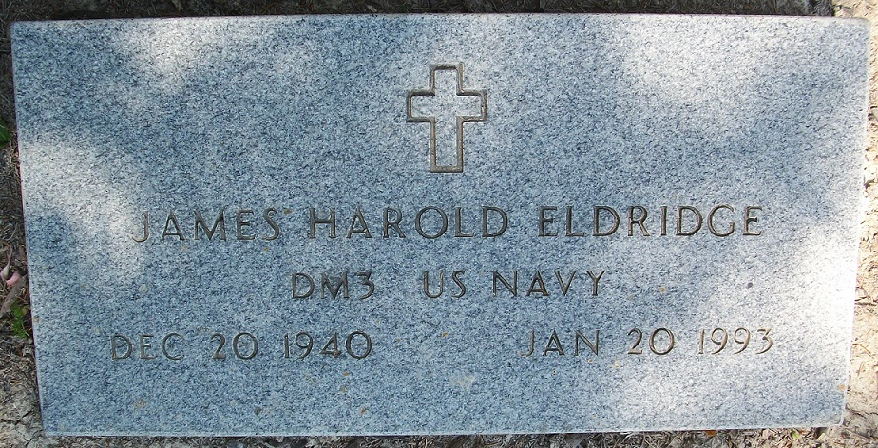 JAMES HAROLD ELDRIDGE
DM3 US NAVY
DEC 20 1940 JAN 20 1993